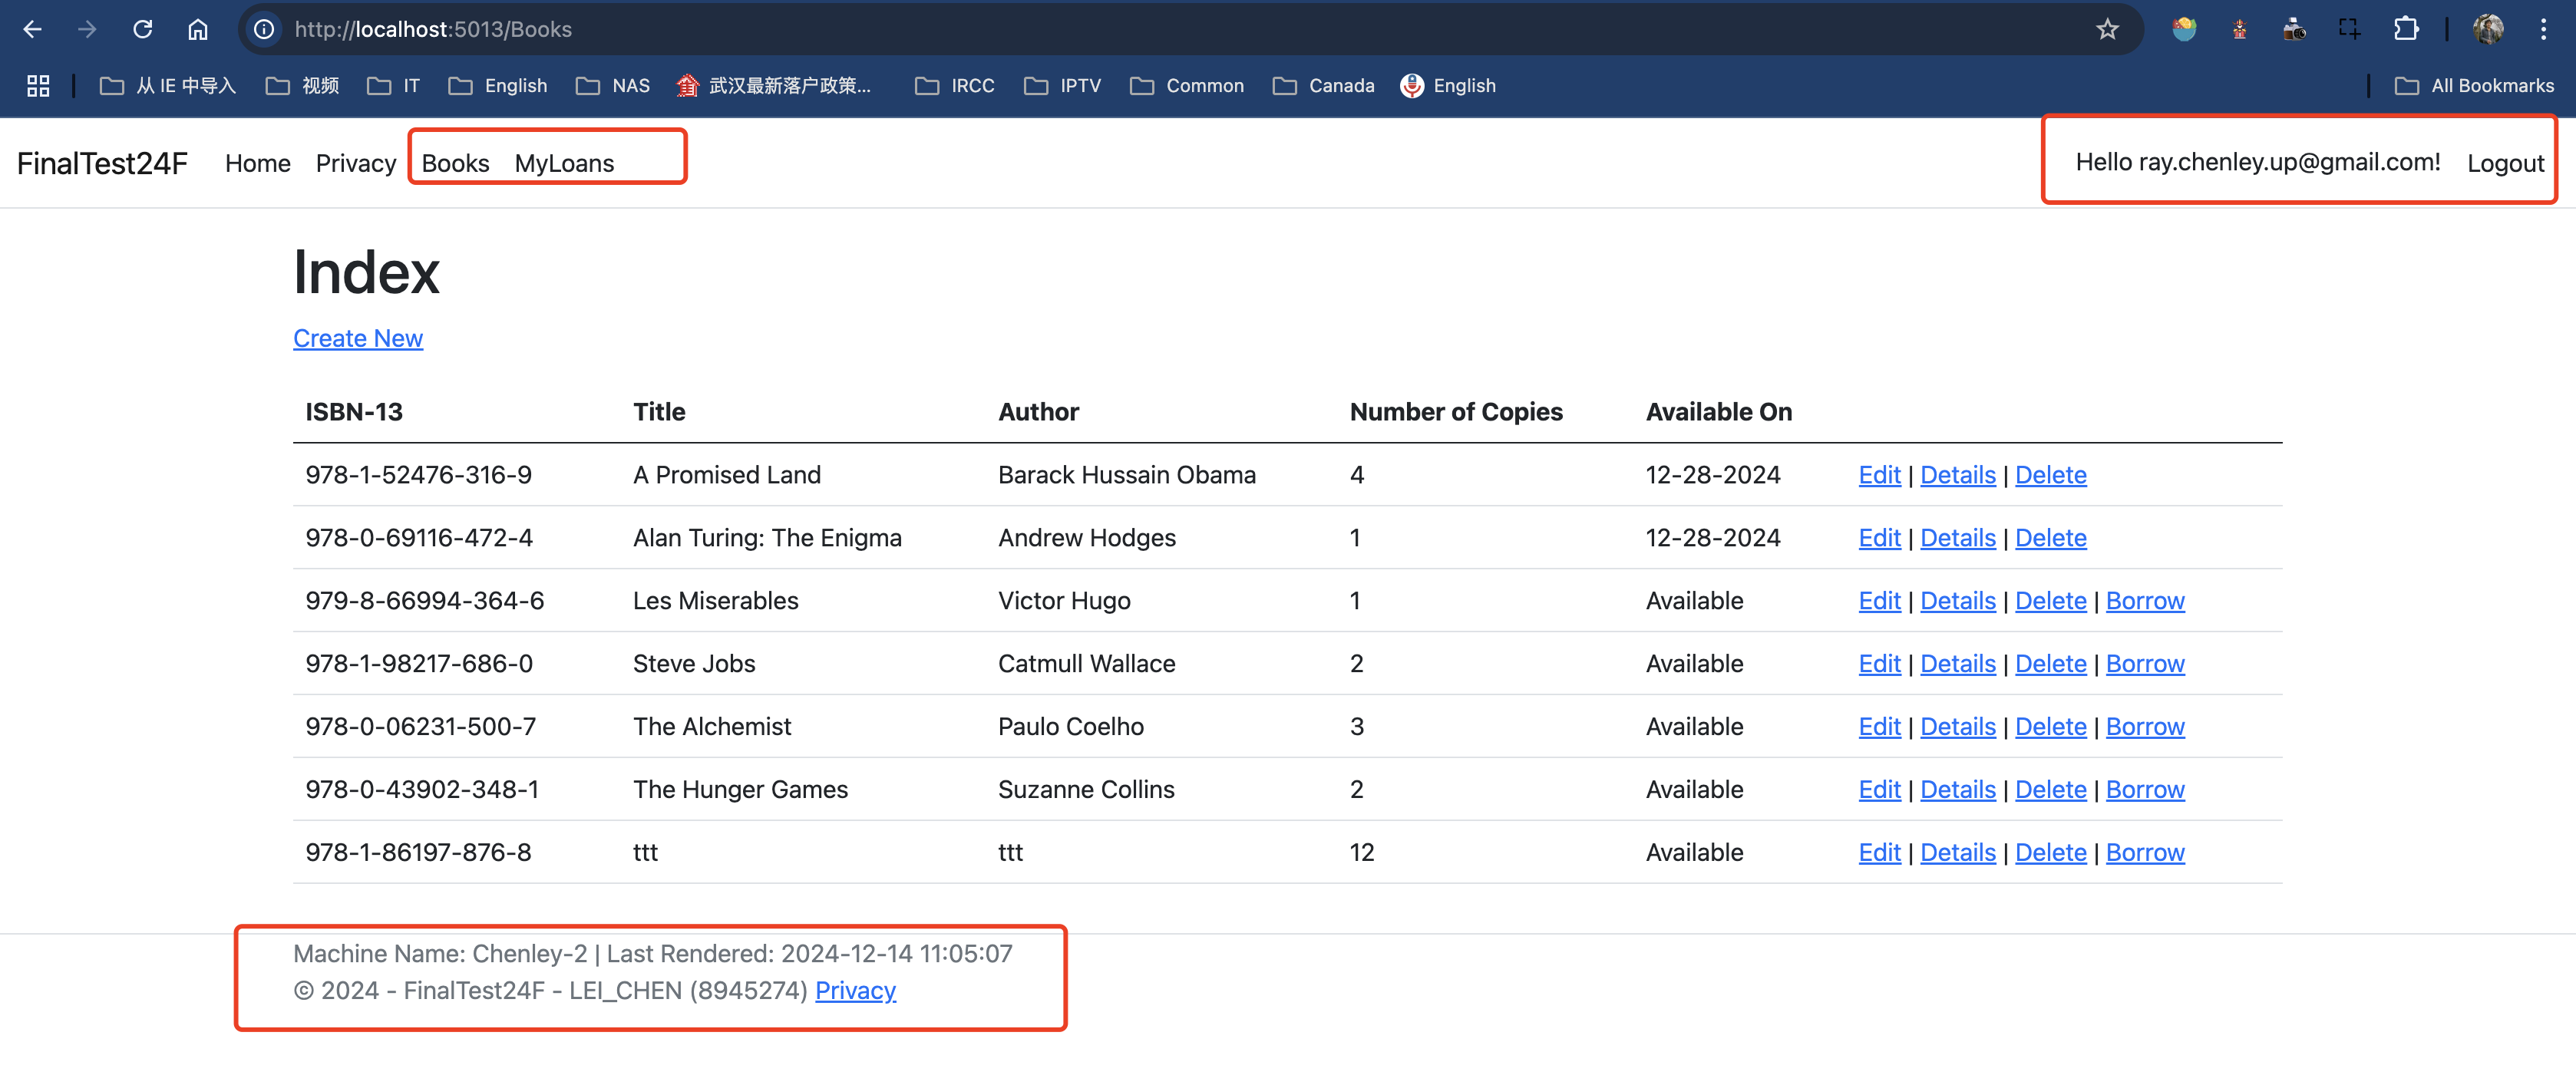 http://localhost:5013/Books
从 IE 中导入 视频 IT English NAS 武汉最新落户政策... IRCC IPTV Common Canada English All Bookmarks
FinalTest24F Home Privacy Books MyLoans Hello ray.chenley.up@gmail.com! Logout
Index
Create New
ISBN-13 Title Author Number of Copies Available On
978-1-52476-316-9 A Promised Land Barack Hussain Obama 4 12-28-2024 Edit | Details | Delete
978-0-69116-472-4 Alan Turing: The Enigma Andrew Hodges 1 12-28-2024 Edit | Details | Delete
979-8-66994-364-6 Les Miserables Victor Hugo 1 Available Edit | Details | Delete | Borrow
978-1-98217-686-0 Steve Jobs Catmull Wallace 2 Available Edit | Details | Delete | Borrow
978-0-06231-500-7 The Alchemist Paulo Coelho 3 Available Edit | Details | Delete | Borrow
978-0-43902-348-1 The Hunger Games Suzanne Collins 2 Available Edit | Details | Delete | Borrow
978-1-86197-876-8 ttt ttt 12 Available Edit | Details | Delete | Borrow
Machine Name: Chenley-2 | Last Rendered: 2024-12-14 11:05:07
© 2024 - FinalTest24F - LEI_CHEN (8945274) Privacy